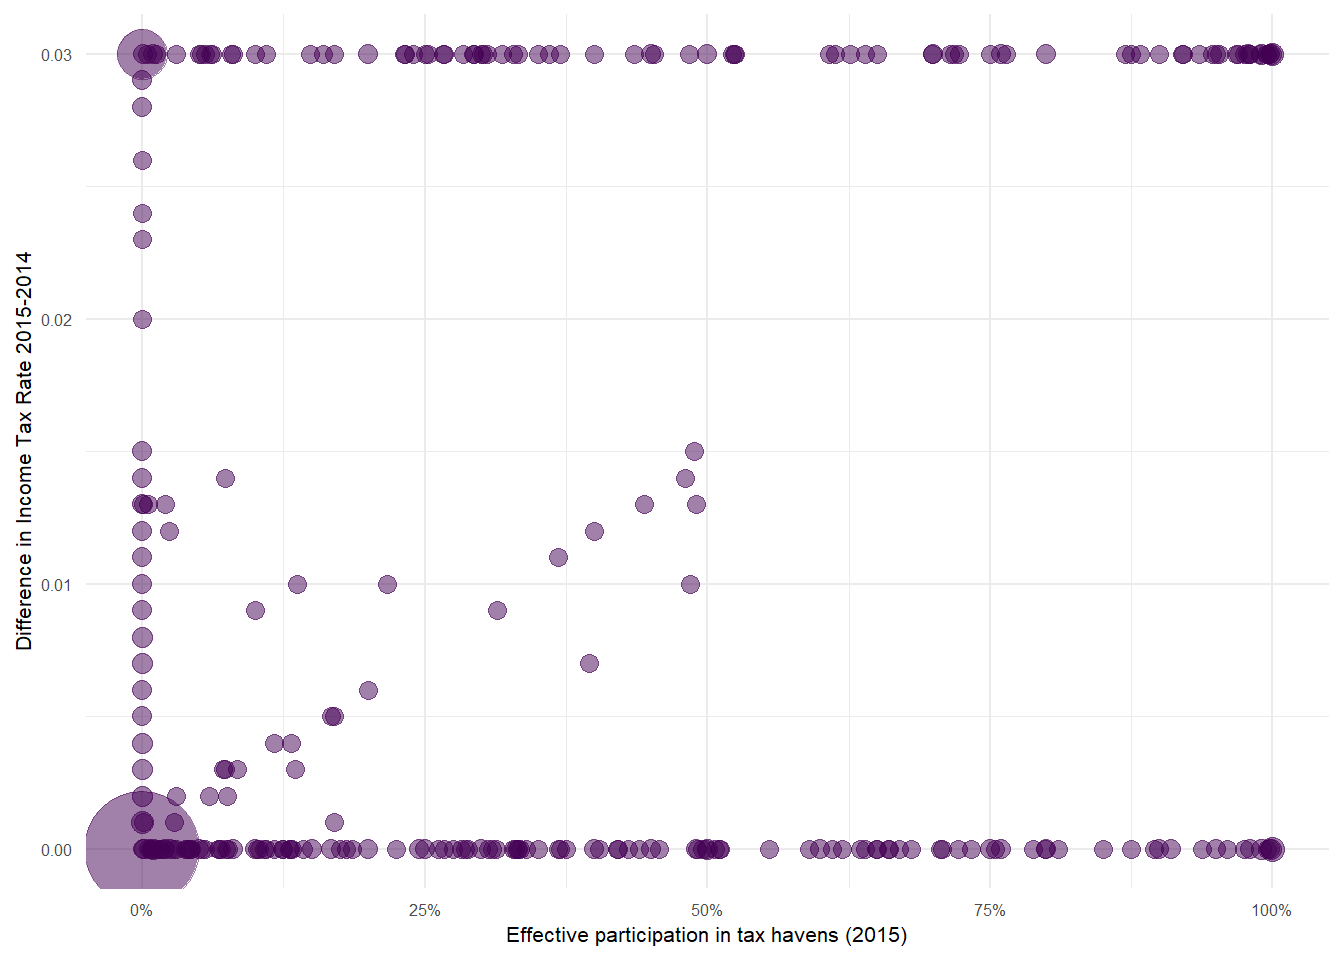 0.03
0.02
0.01
0.00
Difference in Income Tax Rate 2015-2014
0% 25% 50% 75% 100%
Effective participation in tax havens (2015)